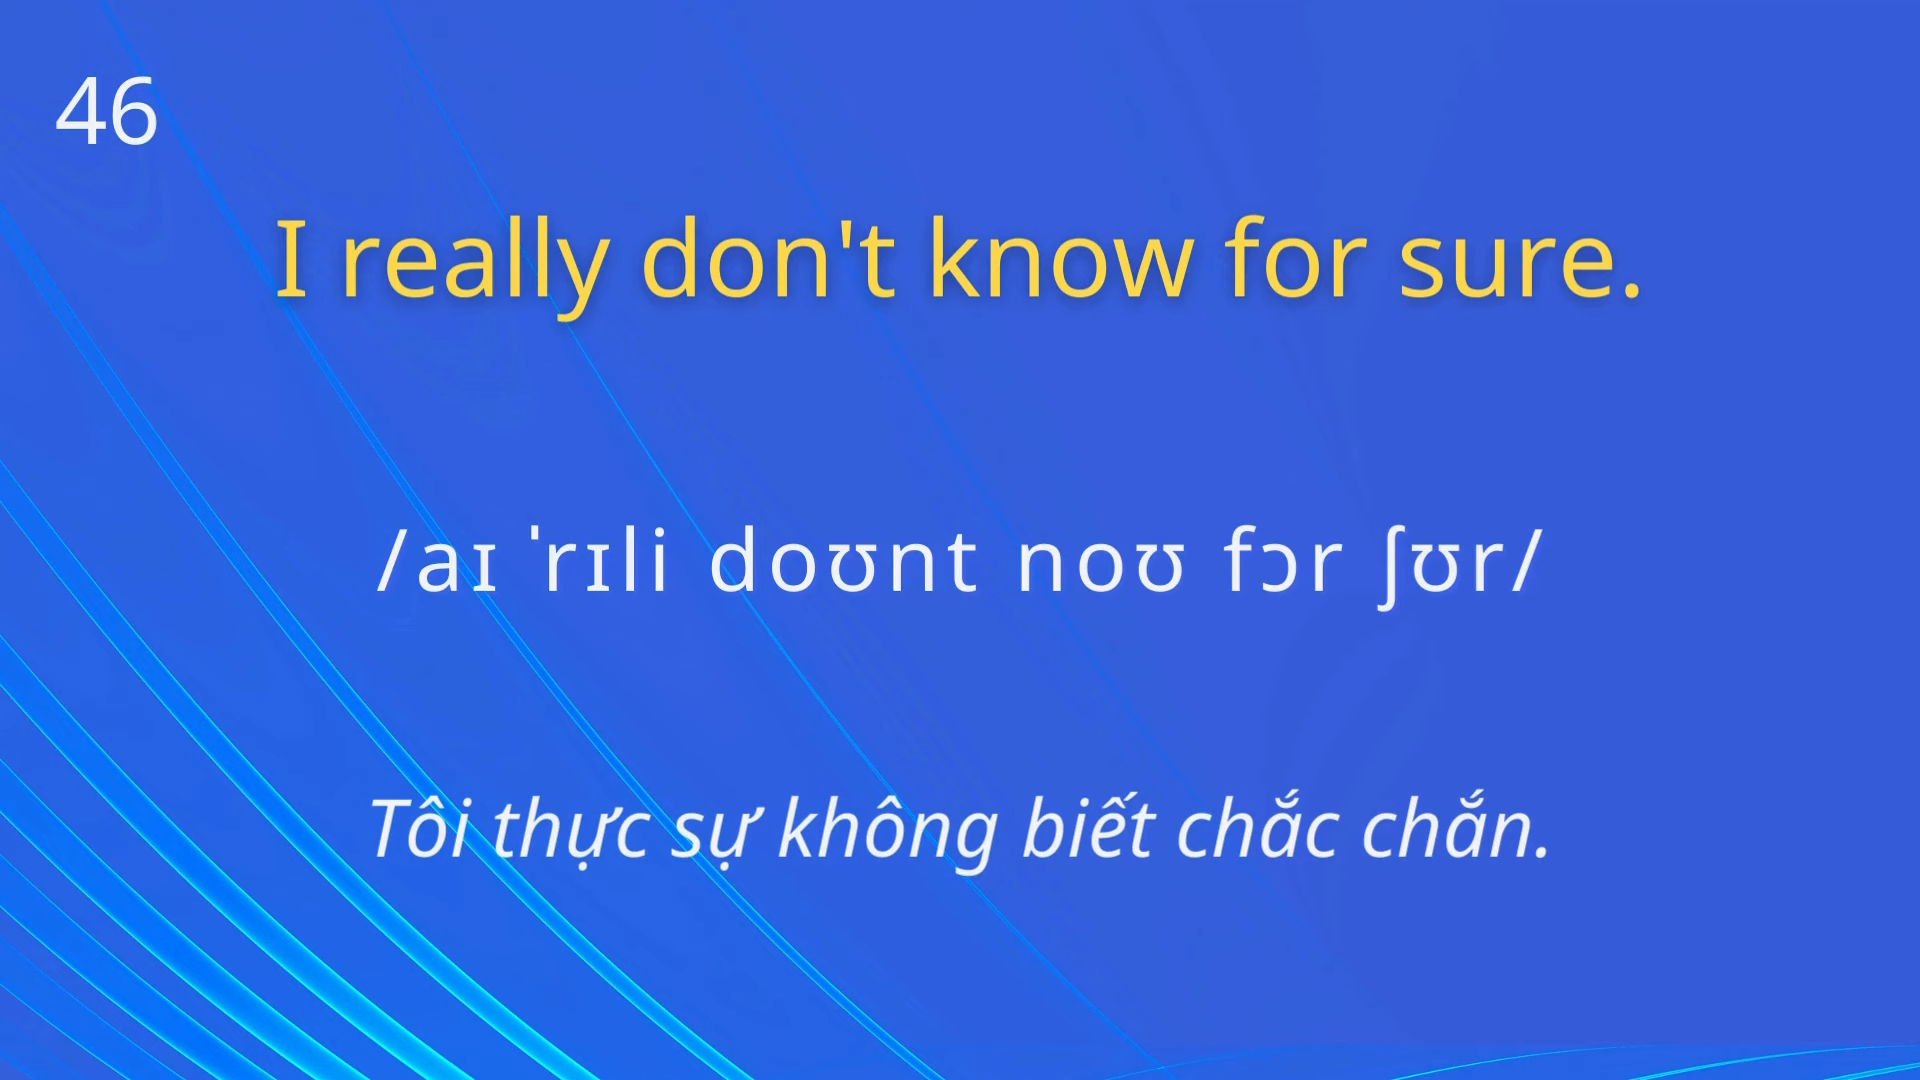 46
I really don't know for sure.
/aɪ ˈrɪli doʊnt noʊ fɔr ʃʊr/
Tôi thực sự không biết chắc chắn.